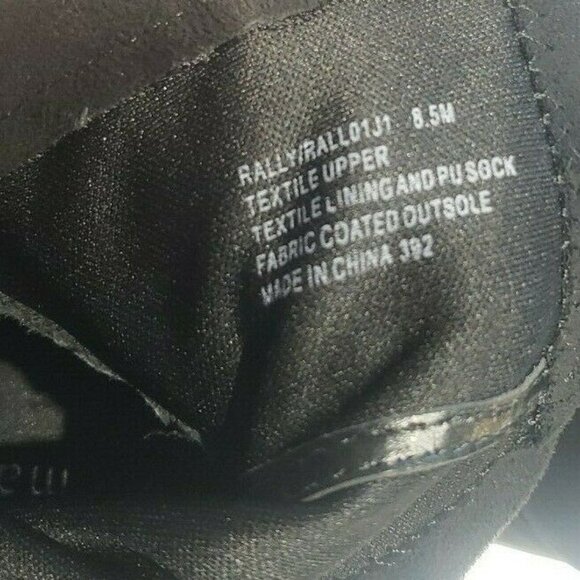 RALLY/RALL01J1 8.5M
TEXTILE UPPER
TEXTILE LINING AND PU SOCK
FABRIC COATED OUTSOLE
MADE IN CHINA 392